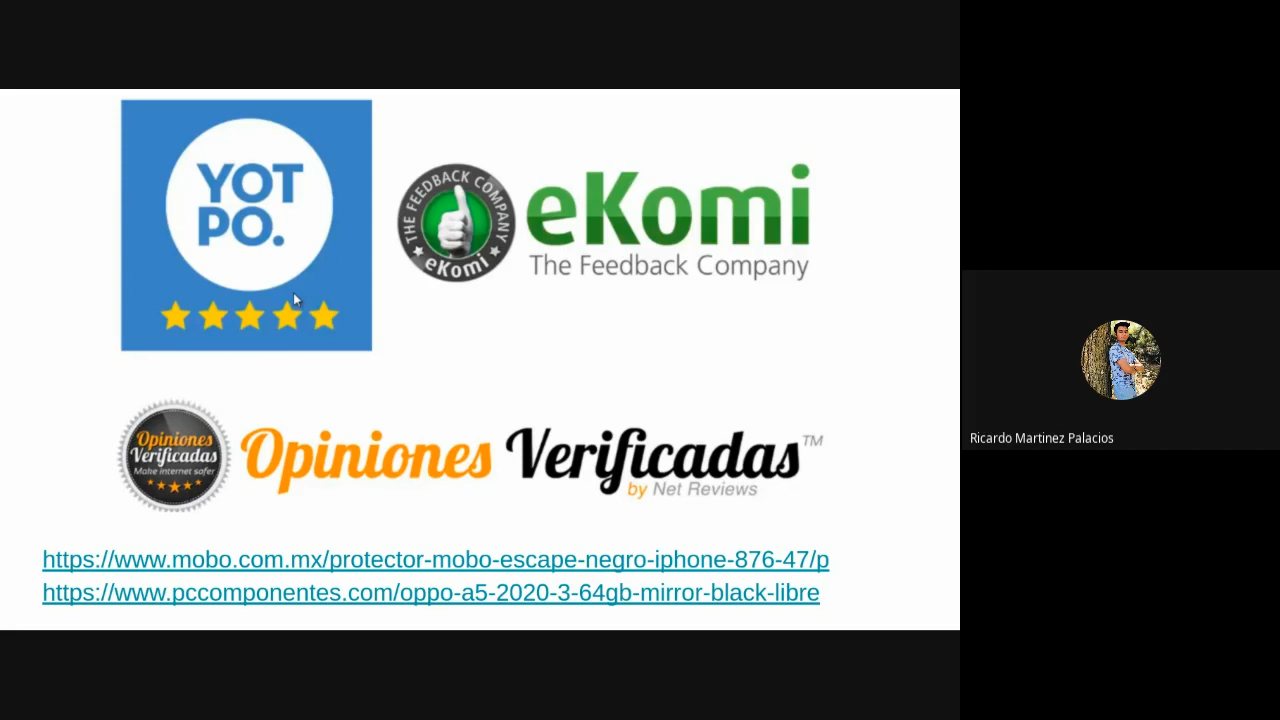 YOT
PO.
THE FEEDBACK COMPANY
eKomi
eKomi
The Feedback Company
Opiniones
Verificadas
Make internet safer
Opiniones Verificadas™
by Net Reviews
https://www.mobo.com.mx/protector-mobo-escape-negro-iphone-876-47/p
https://www.pccomponentes.com/oppo-a5-2020-3-64gb-mirror-black-libre
Ricardo Martinez Palacios